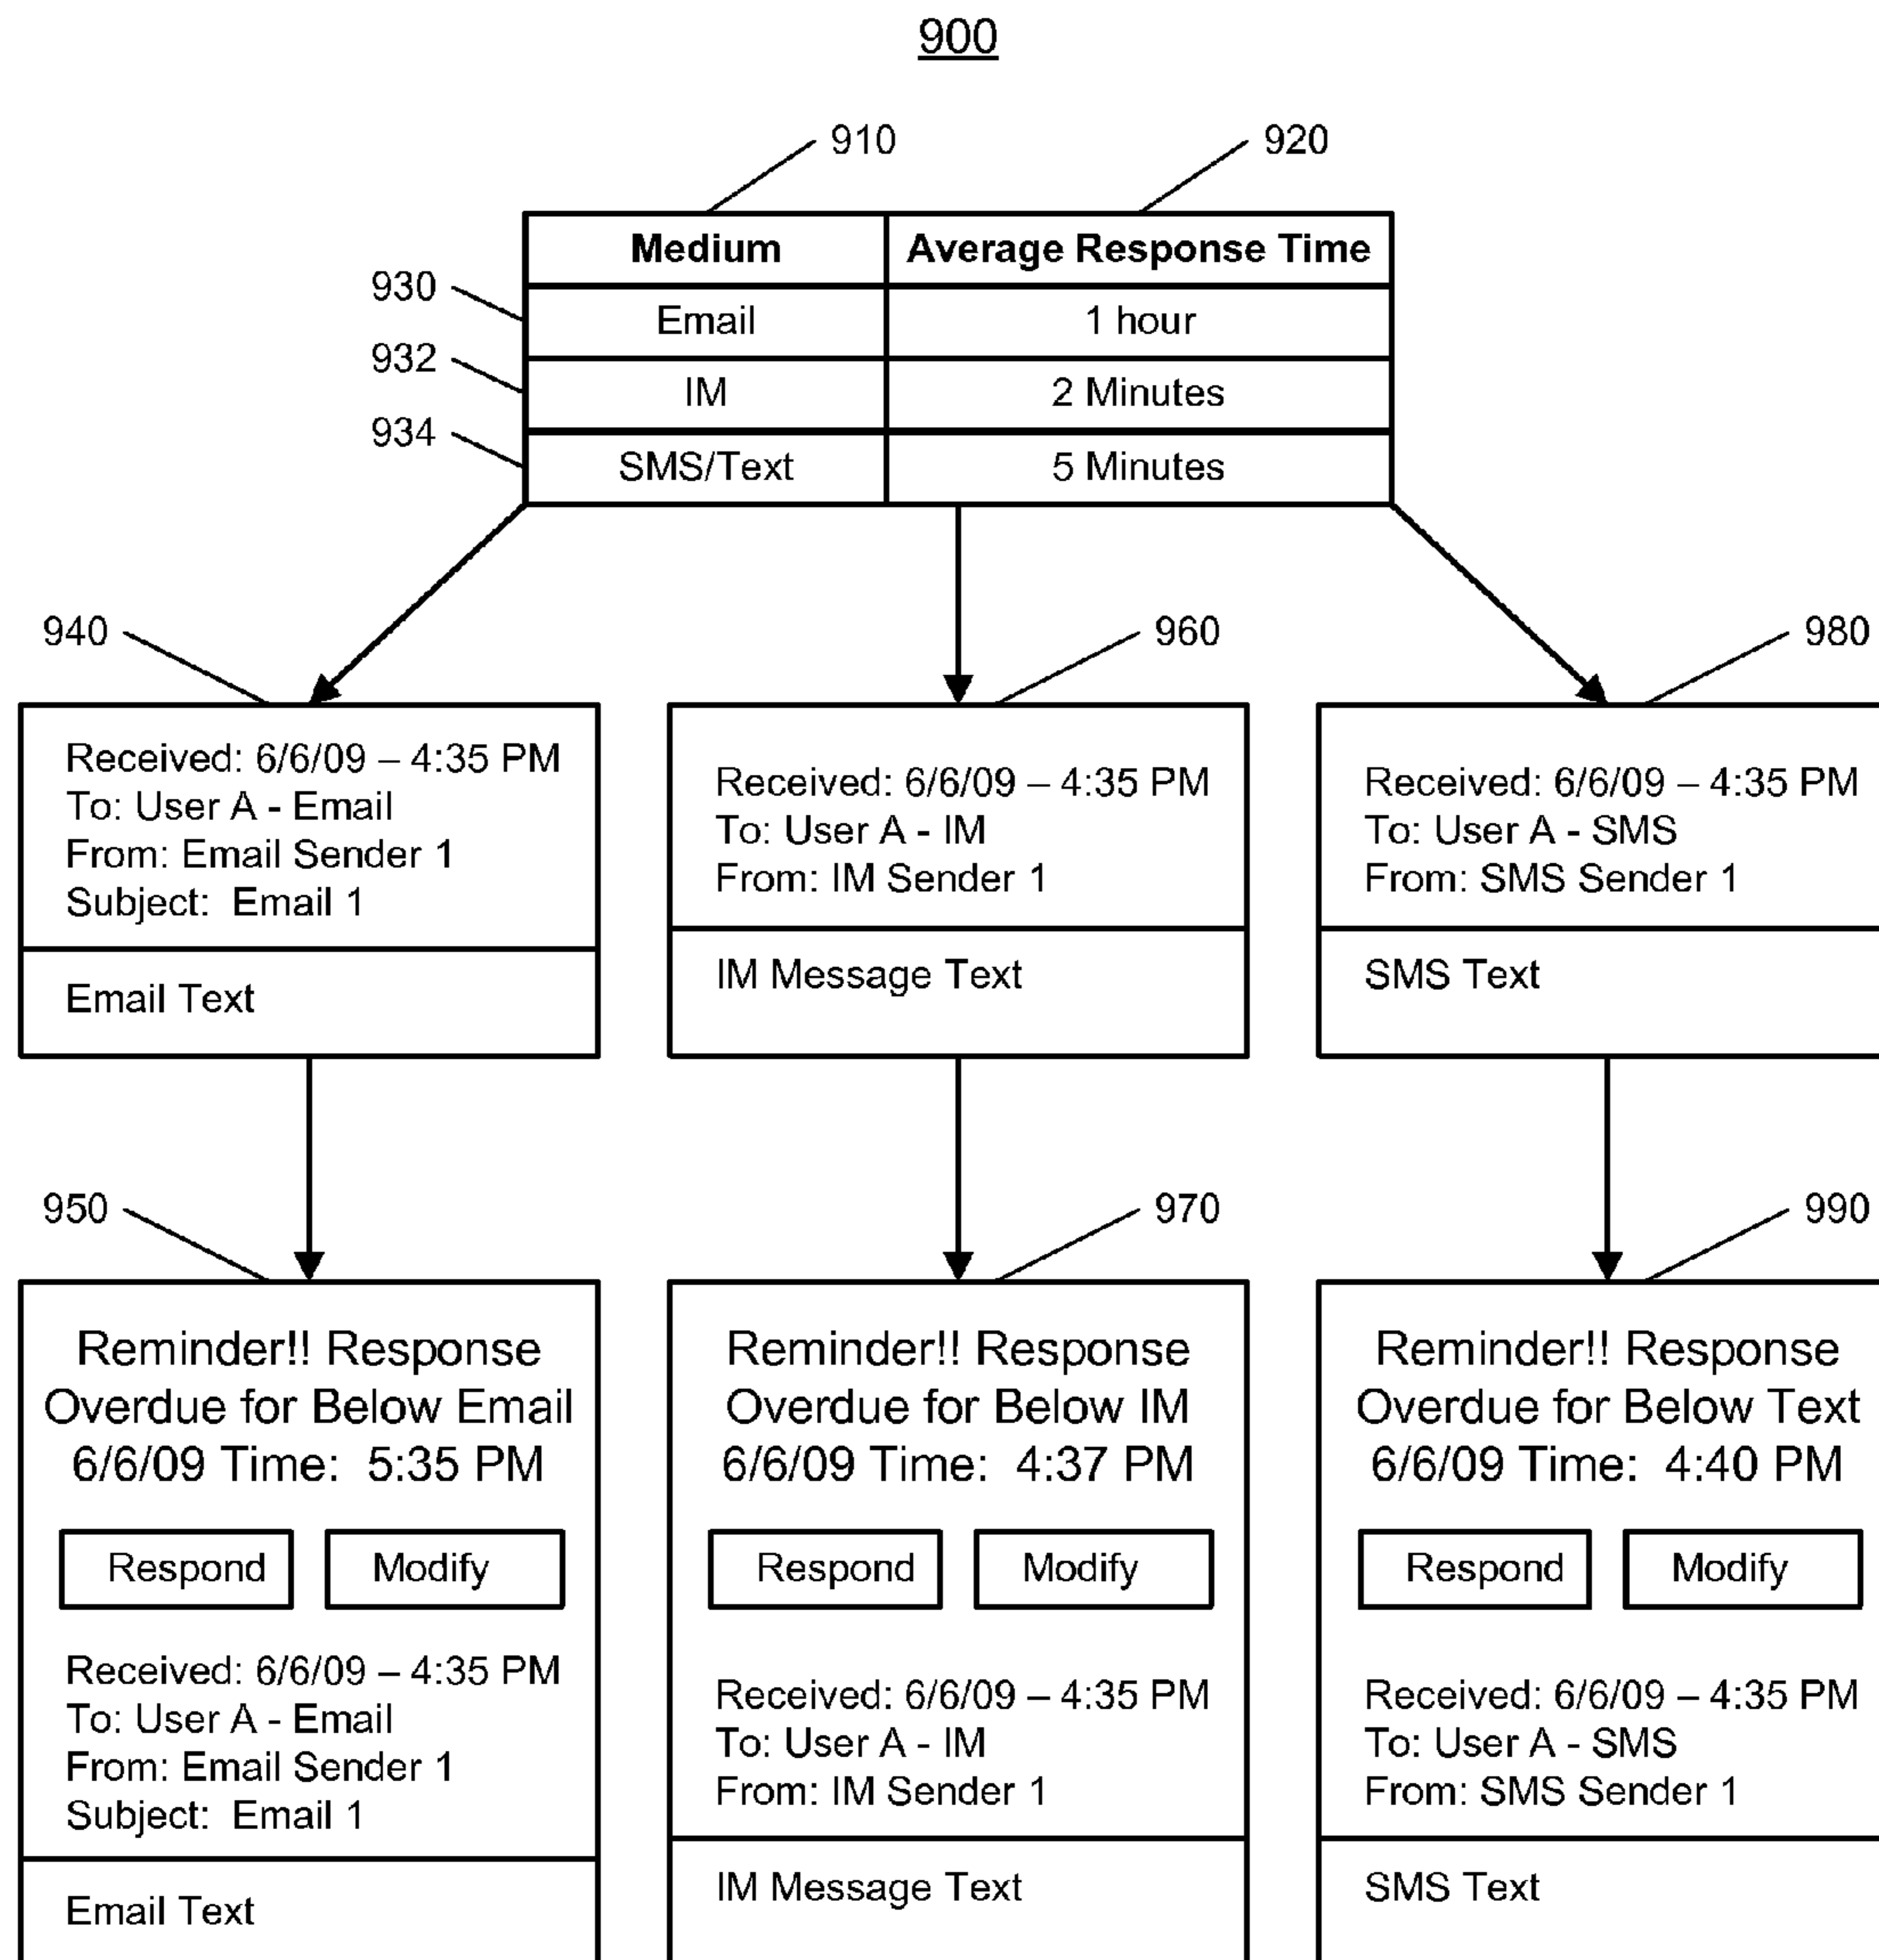 900
910
920
Medium
Average Response Time
930
Email
1 hour
932
IM
2 Minutes
934
SMS/Text
5 Minutes
940
Received: 6/6/09 – 4:35 PM
To: User A - Email
From: Email Sender 1
Subject:  Email 1
Email Text
960
Received: 6/6/09 – 4:35 PM
To: User A - IM
From: IM Sender 1
IM Message Text
980
Received: 6/6/09 – 4:35 PM
To: User A - SMS
From: SMS Sender 1
SMS Text
950
Reminder!! Response
Overdue for Below Email
6/6/09 Time:  5:35 PM
Respond
Modify
Received: 6/6/09 – 4:35 PM
To: User A - Email
From: Email Sender 1
Subject:  Email 1
Email Text
970
Reminder!! Response
Overdue for Below IM
6/6/09 Time:  4:37 PM
Respond
Modify
Received: 6/6/09 – 4:35 PM
To: User A - IM
From: IM Sender 1
IM Message Text
990
Reminder!! Response
Overdue for Below Text
6/6/09 Time:  4:40 PM
Respond
Modify
Received: 6/6/09 – 4:35 PM
To: User A - SMS
From: SMS Sender 1
SMS Text